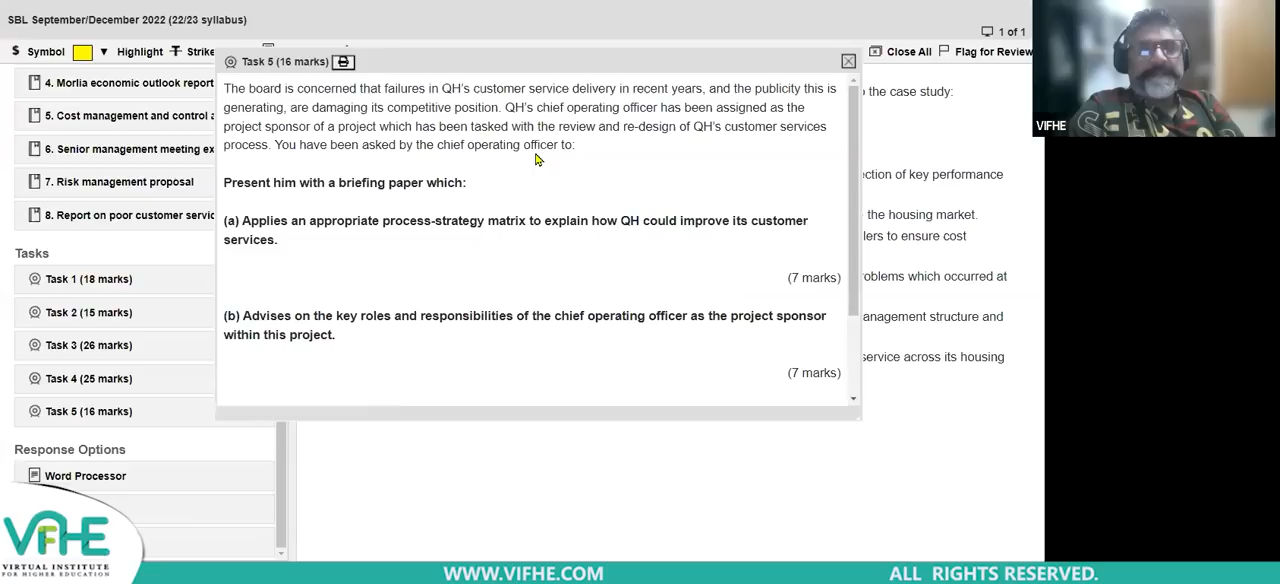 SBL September/December 2022 (22/23 syllabus)
1 of 1
$ Symbol ▼ Highlight Strike
Close All Flag for Review
4. Morlia economic outlook report
5. Cost management and control a
6. Senior management meeting ex
7. Risk management proposal
8. Report on poor customer servic
Tasks
Task 1 (18 marks)
Task 2 (15 marks)
Task 3 (26 marks)
Task 4 (25 marks)
Task 5 (16 marks)
Response Options
Word Processor
Task 5 (16 marks)
The board is concerned that failures in QH's customer service delivery in recent years, and the publicity this is
generating, are damaging its competitive position. QH's chief operating officer has been assigned as the
project sponsor of a project which has been tasked with the review and re-design of QH's customer services
process. You have been asked by the chief operating officer to:
Present him with a briefing paper which:
(a) Applies an appropriate process-strategy matrix to explain how QH could improve its customer
services.
(7 marks)
(b) Advises on the key roles and responsibilities of the chief operating officer as the project sponsor
within this project.
(7 marks)
the case study:
ction of key performance
the housing market.
lers to ensure cost
oblems which occurred at
anagement structure and
service across its housing
VIFHE
VIFHE
VIRTUAL INSTITUTE
FOR HIGHER EDUCATION
WWW.VIFHE.COM
ALL RIGHTS RESERVED.